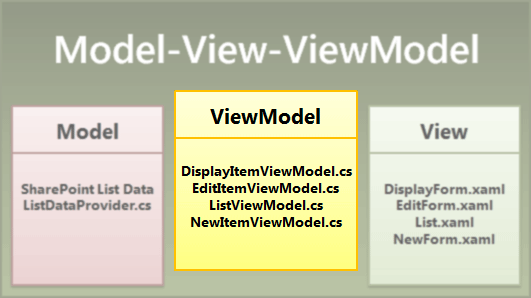 Model-View-ViewModel
Model
SharePoint List Data
ListDataProvider.cs
ViewModel
DisplayItemViewModel.cs
EditItemViewModel.cs
ListViewModel.cs
NewItemViewModel.cs
View
DisplayForm.xaml
EditForm.xaml
List.xaml
NewForm.xaml